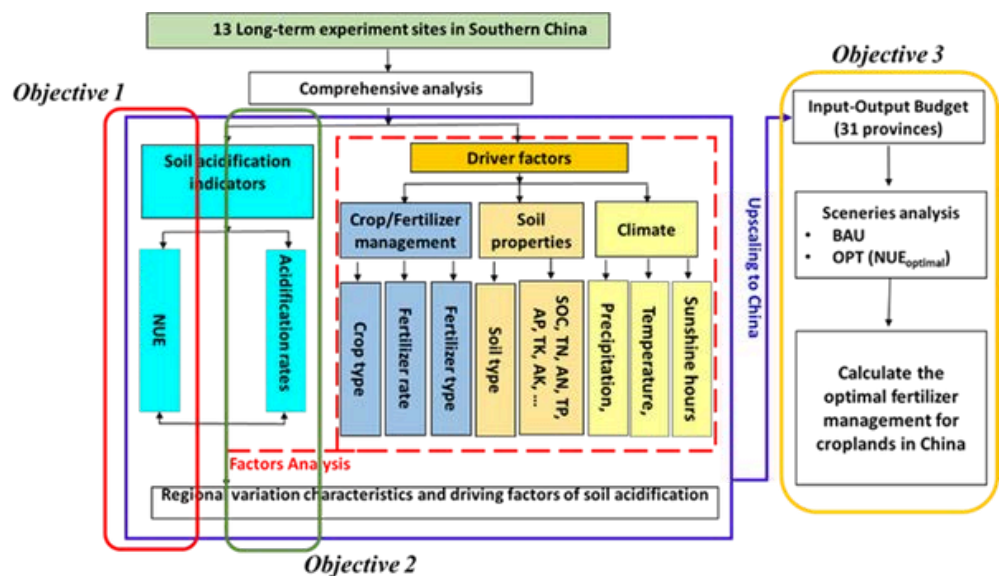 13 Long-term experiment sites in Southern China
Objective 3
Objective 1
Comprehensive analysis
Input-Output Budget
(31 provinces)
Soil acidification
indicators
Driver factors
Crop/Fertilizer
management
Soil
properties
Climate
Upscaling to China
Sceneries analysis
• BAU
• OPT (NUEoptimal)
NUE
Acidification rates
Crop type
Fertilizer rate
Fertilizer type
Soil type
SOC, TN, AN, TP,
AP, TK, AK, ...
Precipitation,
Temperature,
Sunshine hours
Calculate the
optimal fertilizer
management for
croplands in China
Factors Analysis
Regional variation characteristics and driving factors of soil acidification
Objective 2